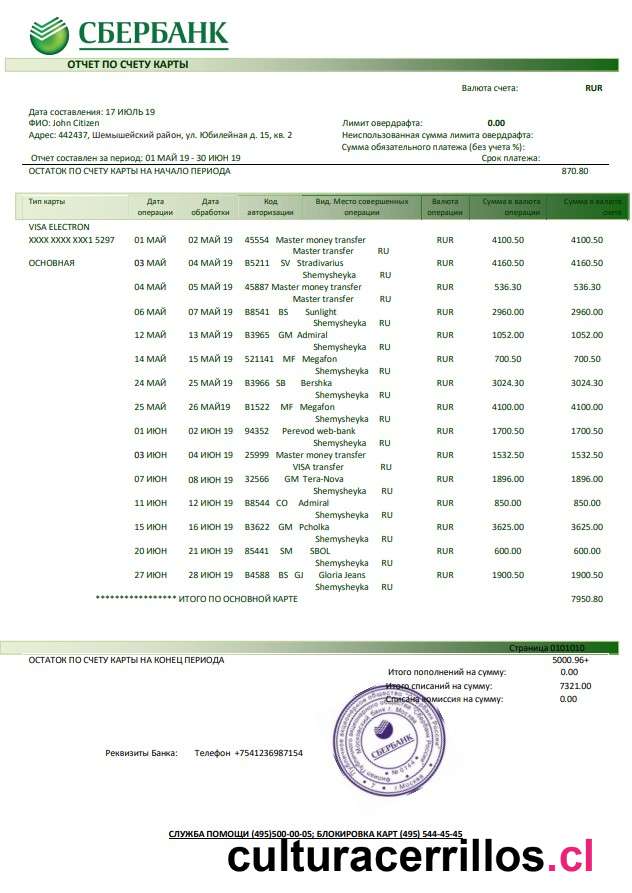 СБЕРБАНК
ОТЧЕТ ПО СЧЕТУ КАРТЫ
Валюта счета: RUR
Дата составления: 17 ИЮЛЬ 19
ФИО: John Citizen
Лимит овердрафта: 0.00
Адрес: 442437, Шемышейский район, ул. Юбилейная д. 15, кв. 2
Неиспользованная сумма лимита овердрафта:
Сумма обязательного платежа (без учета %):
Отчет составлен за период: 01 МАЙ 19 - 30 ИЮН 19
Срок платежа:
ОСТАТОК ПО СЧЕТУ КАРТЫ НА НАЧАЛО ПЕРИОДА 870.80
Тип карты Дата Дата Код Вид. Место совершенных Валюта Сумма в валюта Сумма в валюта
операции обработки авторизации операции операции операции счета
VISA ELECTRON
XXXX XXXX XXX1 5297 01 МАЙ 02 МАЙ 19 45554 Master money transfer RUR 4100.50 4100.50
Master transfer RU
ОСНОВНАЯ 03 МАЙ 04 МАЙ 19 B5211 SV Stradivarius RUR 4160.50 4160.50
Shemysheyka RU
04 МАЙ 05 МАЙ 19 45887 Master money transfer RUR 536.30 536.30
Master transfer RU
06 МАЙ 07 МАЙ 19 B8541 BS Sunlight RUR 2960.00 2960.00
Shemysheyka RU
12 МАЙ 13 МАЙ 19 B3965 GM Admiral RUR 1052.00 1052.00
Shemysheyka RU
14 МАЙ 15 МАЙ 19 521141 MF Megafon RUR 700.50 700.50
Shemysheyka RU
24 МАЙ 25 МАЙ 19 B3966 SB Bershka RUR 3024.30 3024.30
Shemysheyka RU
25 МАЙ 26 МАЙ19 B1522 MF Megafon RUR 4100.00 4100.00
Shemysheyka RU
01 ИЮН 02 ИЮН 19 94352 Perevod web-bank RUR 1700.50 1700.50
Shemysheyka RU
03 ИЮН 04 ИЮН 19 25999 Master money transfer RUR 1532.50 1532.50
VISA transfer RU
07 ИЮН 08 ИЮН 19 32566 GM Tera-Nova RUR 1896.00 1896.00
Shemysheyka RU
11 ИЮН 12 ИЮН 19 B8544 CO Admiral RUR 850.00 850.00
Shemysheyka RU
15 ИЮН 16 ИЮН 19 B3622 GM Pcholka RUR 3625.00 3625.00
Shemysheyka RU
20 ИЮН 21 ИЮН 19 85441 SM SBOL RUR 600.00 600.00
Shemysheyka RU
27 ИЮН 28 ИЮН 19 B4588 BS GJ Gloria Jeans RUR 1900.50 1900.50
Shemysheyka RU
***************** ИТОГО ПО ОСНОВНОЙ КАРТЕ 7950.80
Страница 0101010
ОСТАТОК ПО СЧЕТУ КАРТЫ НА КОНЕЦ ПЕРИОДА 5000.96+
Итого пополнений на сумму: 0.00
Итого списаний на сумму: 7321.00
Списана комиссия на сумму: 0.00
СБЕРБАНК
Реквизиты Банка: Телефон +7541236987154
СЛУЖБА ПОМОЩИ (495)500-00-05; БЛОКИРОВКА КАРТ (495) 544-45-45
culturacerrillos.cl